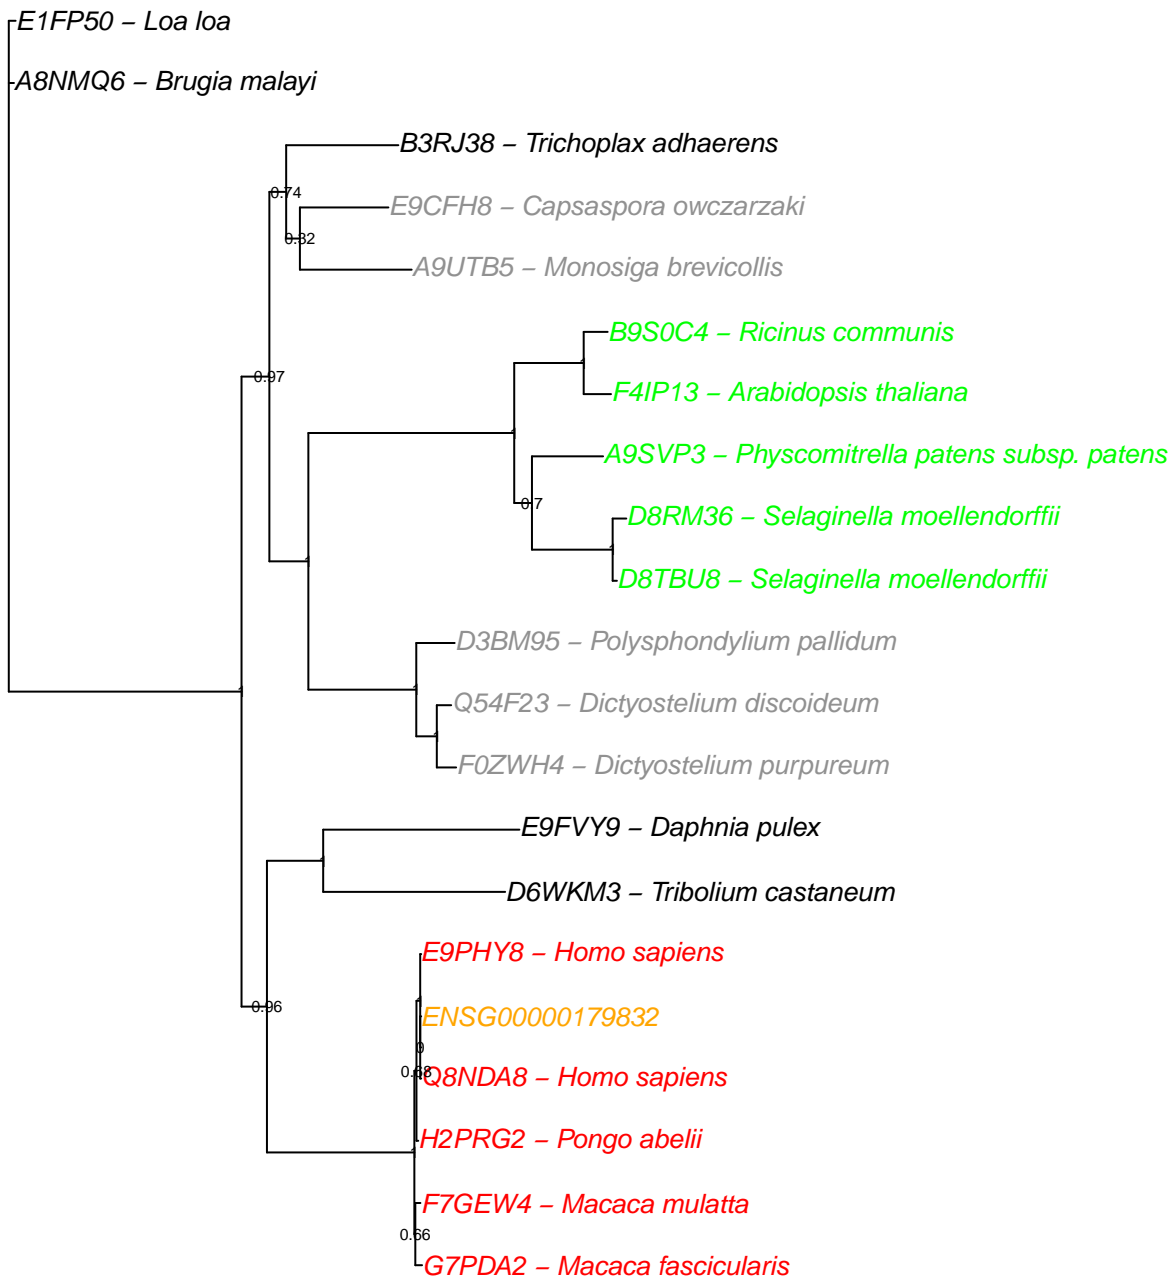 E1FP50 – Loa loa
A8NMQ6 – Brugia malayi
B3RJ38 – Trichoplax adhaerens
0.74
E9CFH8 – Capsaspora owczarzaki
0.32
A9UTB5 – Monosiga brevicollis
B9S0C4 – Ricinus communis
0.97
F4IP13 – Arabidopsis thaliana
A9SVP3 – Physcomitrella patens subsp. patens
0.7
D8RM36 – Selaginella moellendorffii
D8TBU8 – Selaginella moellendorffii
D3BM95 – Polysphondylium pallidum
Q54F23 – Dictyostelium discoideum
F0ZWH4 – Dictyostelium purpureum
E9FVY9 – Daphnia pulex
D6WKM3 – Tribolium castaneum
E9PHY8 – Homo sapiens
0.96
ENSG00000179832
0
0.68
Q8NDA8 – Homo sapiens
H2PRG2 – Pongo abelii
F7GEW4 – Macaca mulatta
0.66
G7PDA2 – Macaca fascicularis